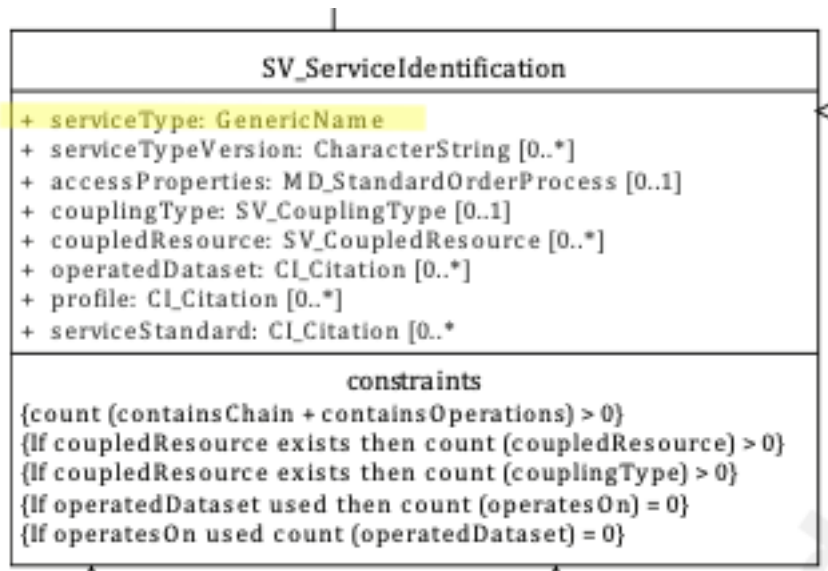 SV_ServiceIdentification
+ serviceType: GenericName
+ serviceTypeVersion: CharacterString [0..*]
+ accessProperties: MD_StandardOrderProcess [0..1]
+ couplingType: SV_CouplingType [0..1]
+ coupledResource: SV_CoupledResource [0..*]
+ operatedDataset: CI_Citation [0..*]
+ profile: CI_Citation [0..*]
+ serviceStandard: CI_Citation [0..*
constraints
{count (containsChain + containsOperations) > 0}
{If coupledResource exists then count (coupledResource) > 0}
{If coupledResource exists then count (couplingType) > 0}
{If operatedDataset used then count (operatesOn) = 0}
{If operatesOn used count (operatedDataset) = 0}